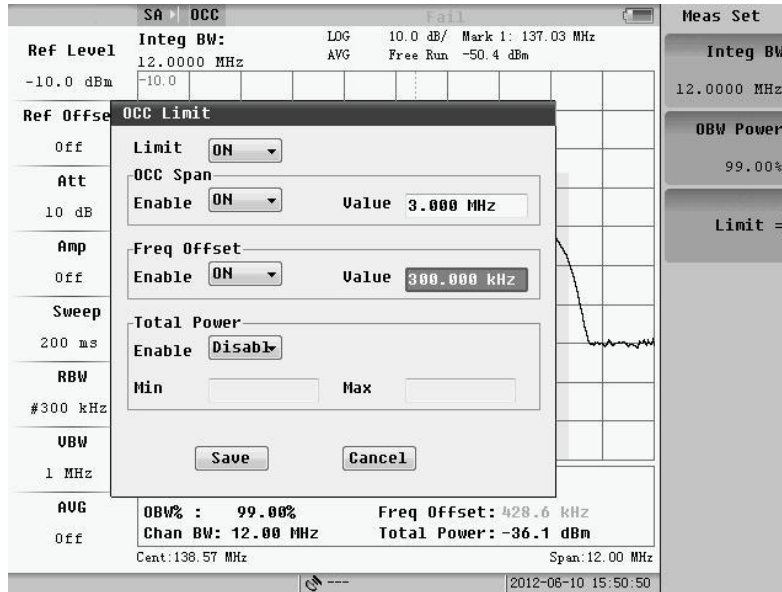 SA OCC Fail
Meas Set
Ref Level
-10.0 dBm
Ref Offse
Off
Att
10 dB
Amp
Off
Sweep
200 ms
RBW
#300 kHz
VBW
1 MHz
AVG
Off
Integ BW:
12.0000 MHz
LOG
AVG
10.0 dB/
Free Run
Mark 1: 137.03 MHz
-50.4 dBm
-10.0
OCC Limit
Limit ON
OCC Span
Enable ON Value 3.000 MHz
Freq Offset
Enable ON Value 300.000 kHz
Total Power
Enable Disabl
Min Max
Save Cancel
OBW% : 99.00% Freq Offset: 428.6 kHz
Chan BW: 12.00 MHz Total Power: -36.1 dBm
Cent:138.57 MHz Span:12.00 MHz
--- 2012-06-10 15:50:50
Integ BW
12.0000 MHz
OBW Power
99.00%
Limit =